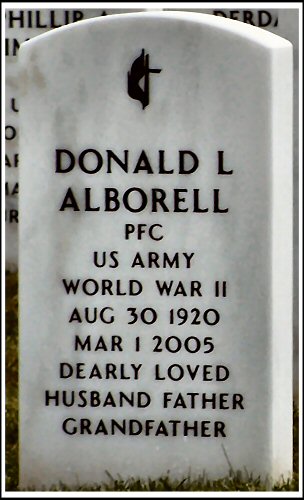 PHILLIP
DONALD L
ALBORELL
PFC
US ARMY
WORLD WAR II
AUG 30 1920
MAR 1 2005
DEARLY LOVED
HUSBAND FATHER
GRANDFATHER